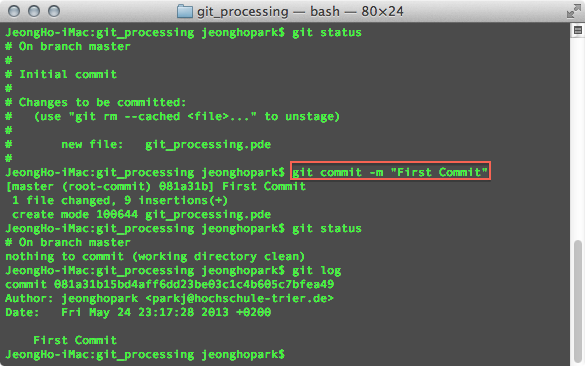 git_processing — bash — 80×24
JeongHo-iMac:git_processing jeonghopark$ git status
# On branch master
#
# Initial commit
#
# Changes to be committed:
#   (use "git rm --cached <file>..." to unstage)
#
#       new file:   git_processing.pde
#
JeongHo-iMac:git_processing jeonghopark$ git commit -m "First Commit"
[master (root-commit) 081a31b] First Commit
 1 file changed, 9 insertions(+)
 create mode 100644 git_processing.pde
JeongHo-iMac:git_processing jeonghopark$ git status
# On branch master
nothing to commit (working directory clean)
JeongHo-iMac:git_processing jeonghopark$ git log
commit 081a31b15bd4aff6dd23be03c1c4b605c7bfea49
Author: jeonghopark <parkj@hochschule-trier.de>
Date:   Fri May 24 23:17:28 2013 +0200

    First Commit
JeongHo-iMac:git_processing jeonghopark$